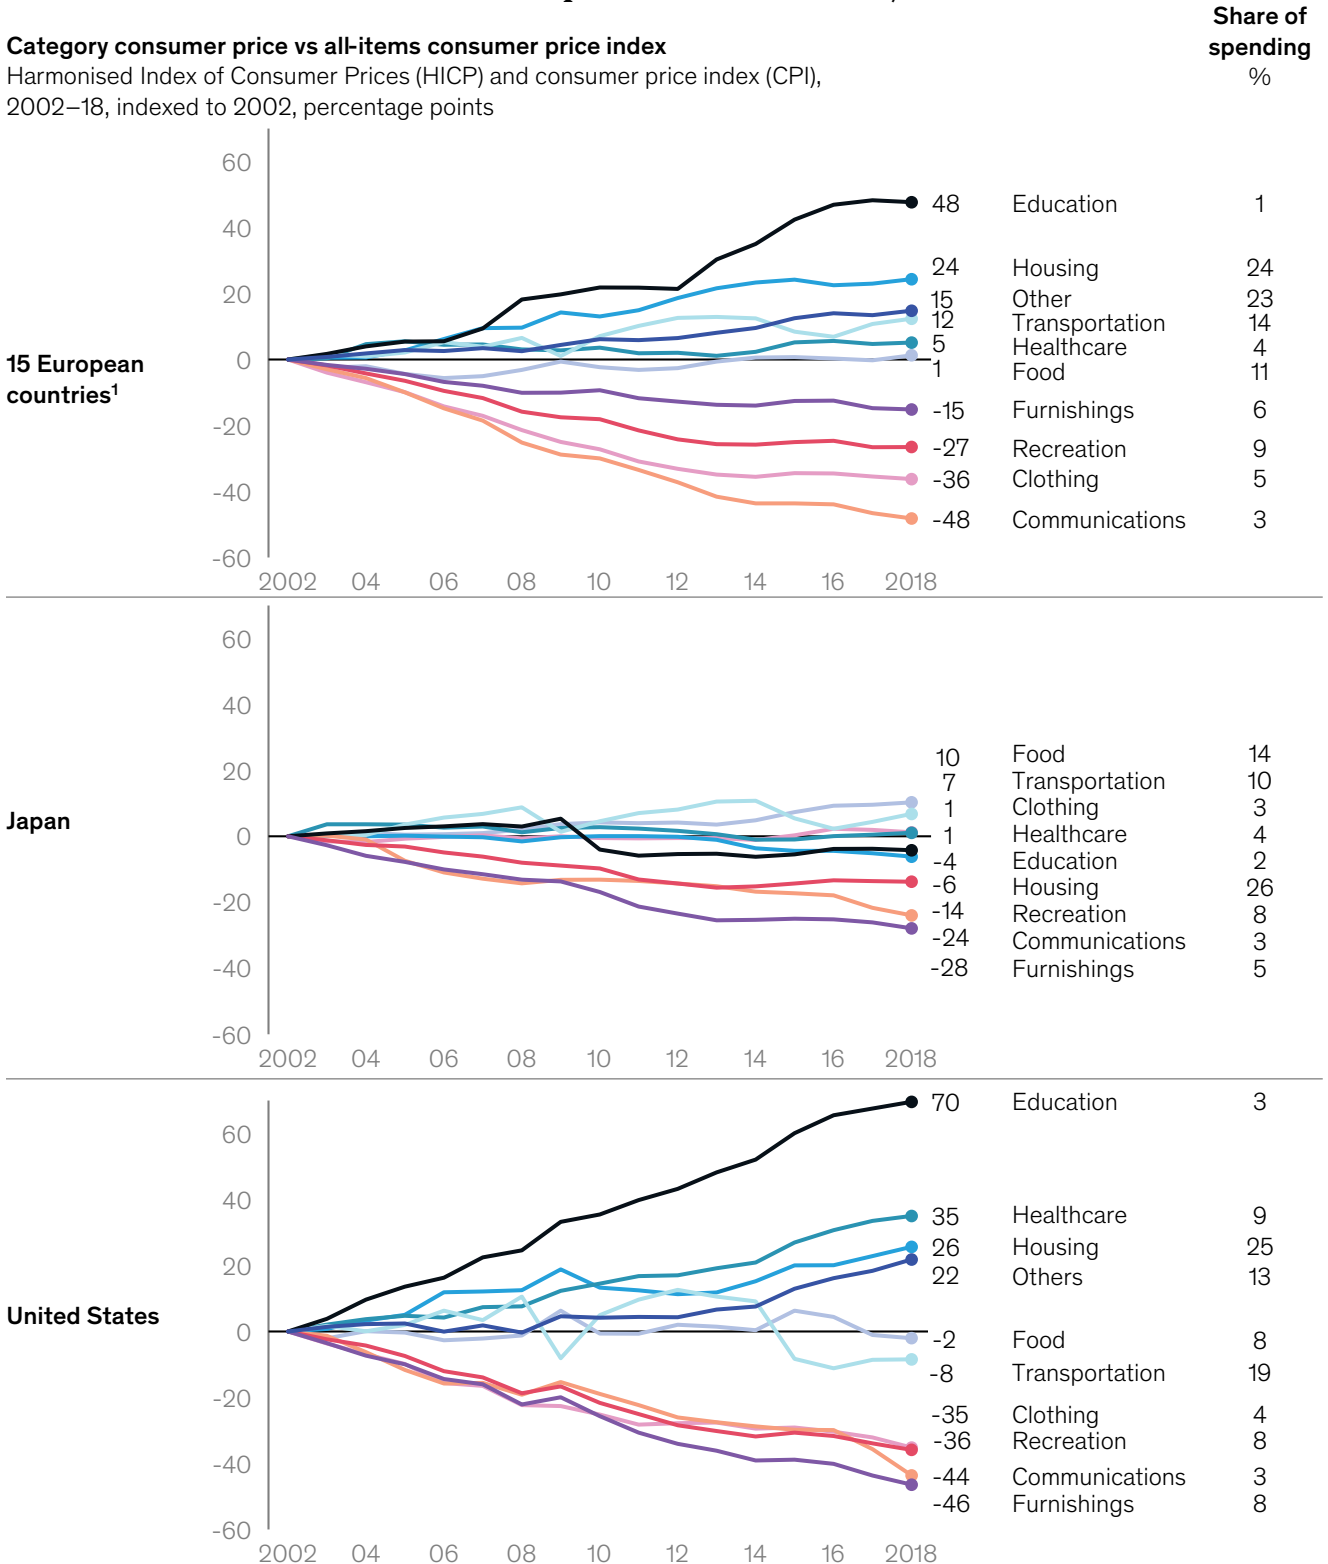 Share of
spending
%
Category consumer price vs all-items consumer price index
Harmonised Index of Consumer Prices (HICP) and consumer price index (CPI),
2002–18, indexed to 2002, percentage points
15 European
countries¹
60
40
20
0
-20
-40
-60
2002 04 06 08 10 12 14 16 2018
48 Education 1
24 Housing 24
15 Other 23
12 Transportation 14
5 Healthcare 4
1 Food 11
-15 Furnishings 6
-27 Recreation 9
-36 Clothing 5
-48 Communications 3
Japan
60
40
20
0
-20
-40
-60
2002 04 06 08 10 12 14 16 2018
10 Food 14
7 Transportation 10
1 Clothing 3
1 Healthcare 4
-4 Education 2
-6 Housing 26
-14 Recreation 8
-24 Communications 3
-28 Furnishings 5
United States
60
40
20
0
-20
-40
-60
2002 04 06 08 10 12 14 16 2018
70 Education 3
35 Healthcare 9
26 Housing 25
22 Others 13
-2 Food 8
-8 Transportation 19
-35 Clothing 4
-36 Recreation 8
-44 Communications 3
-46 Furnishings 8